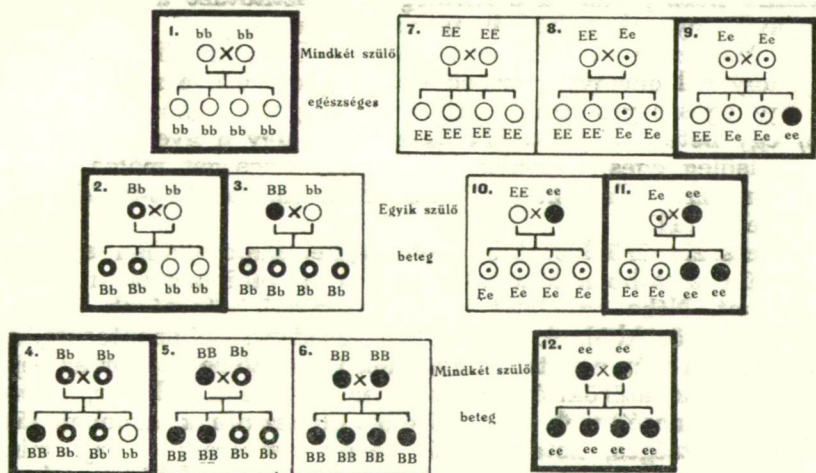 1.
bb bb
bb bb bb bb
Mindkét szülő
egészséges
7.
EE EE
EE EE EE EE
8.
EE Ee
EE EE Ee Ee
9.
Ee Ee
EE Ee Ee ee
2.
Bb bb
Bb Bb bb bb
3.
BB bb
Bb Bb Bb Bb
Egyik szülő
beteg
10.
EE ee
Ee Ee Ee Ee
11.
Ee ee
Ee Ee ee ee
4.
Bb Bb
BB Bb Bb bb
5.
BB Bb
BB BB Bb Bb
6.
BB BB
BB BB BB BB
Mindkét szülő
beteg
12.
ee ee
ee ee ee ee